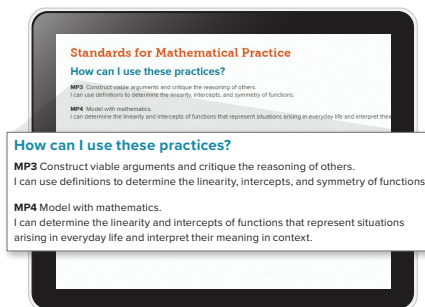 Standards for Mathematical Practice
How can I use these practices?
MP3 Construct viable arguments and critique the reasoning of others.
I can use definitions to determine the linearity, intercepts, and symmetry of functions.
MP4 Model with mathematics.
I can determine the linearity and intercepts of functions that represent situations arising in everyday life and interpret their
How can I use these practices?
MP3 Construct viable arguments and critique the reasoning of others.
I can use definitions to determine the linearity, intercepts, and symmetry of functions
MP4 Model with mathematics.
I can determine the linearity and intercepts of functions that represent situations
arising in everyday life and interpret their meaning in context.